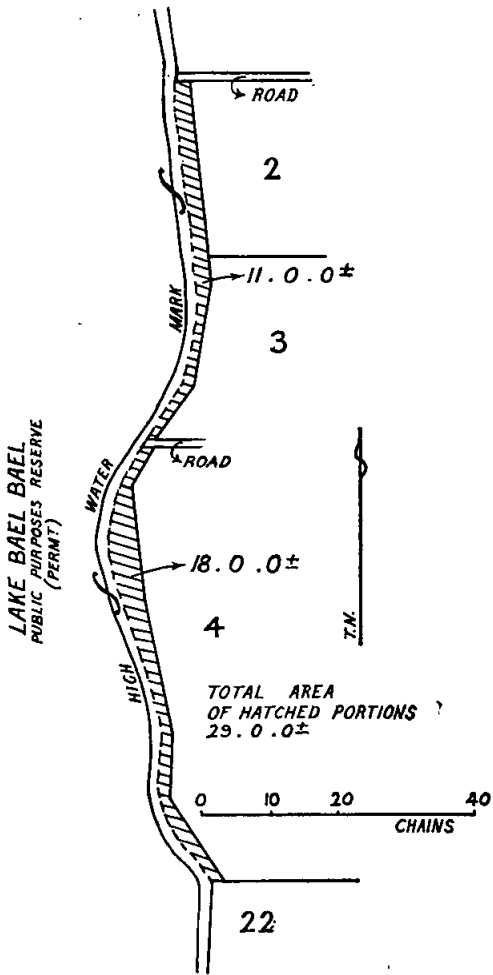 ROAD
2
11.0.0±
MARK
3
LAKE BAEL BAEL
PUBLIC PURPOSES RESERVE
(PERMT)
WATER
ROAD
18.0.0±
4
T.N.
HIGH
TOTAL AREA
OF HATCHED PORTIONS
29.0.0±
0 10 20 40
CHAINS
22